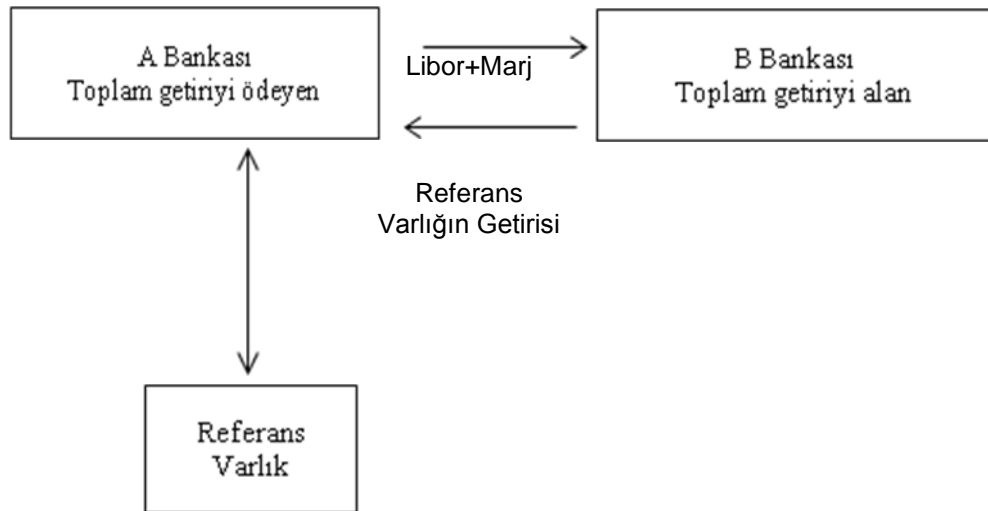 A Bankası
Toplam getiriyi ödeyen
Libor+Marj
B Bankası
Toplam getiriyi alan
Referans
Varlığın Getirisi
Referans
Varlık